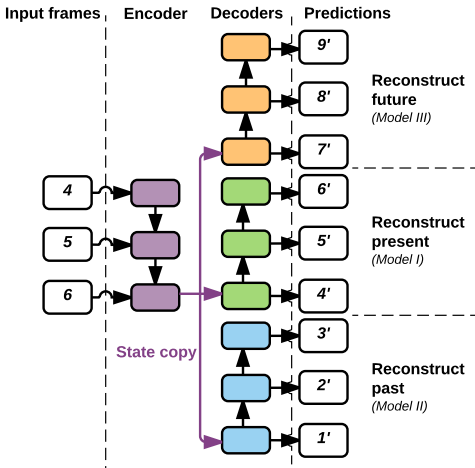 Input frames
Encoder
Decoders
Predictions
9'
8'
7'
Reconstruct
future
(Model III)
4
5
6
6'
5'
4'
Reconstruct
present
(Model I)
State copy
3'
2'
1'
Reconstruct
past
(Model II)